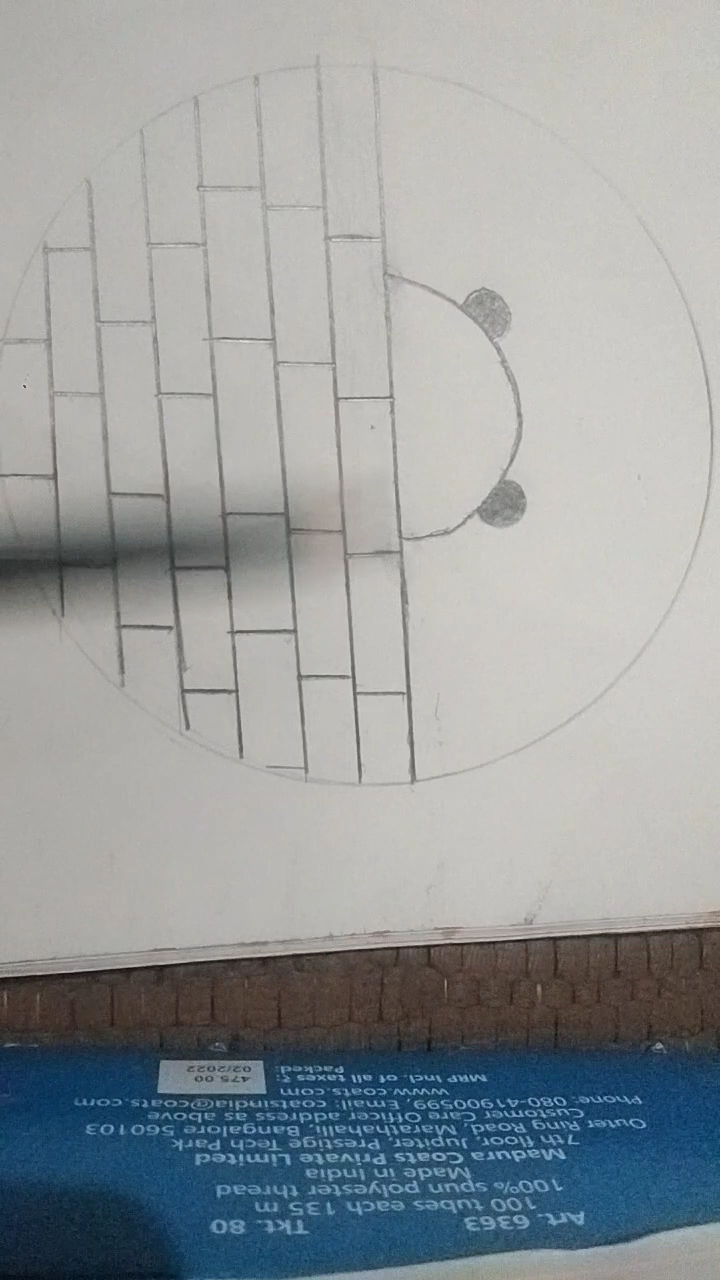 Art. 6363 Tkt. 80
100 tubes each 135 m
100% spun polyester thread
Made in India
Madura Coats Private Limited
7th floor, Jupiter, Prestige Tech Park
Outer Ring Road, Marathahalli, Bangalore 560103
Customer Care Officer address as above
Phone: 080-41900599, Email: coatsindia@coats.com
www.coats.com
MRP Incl. of all taxes ₹ 475.00
Packed: 02/2022